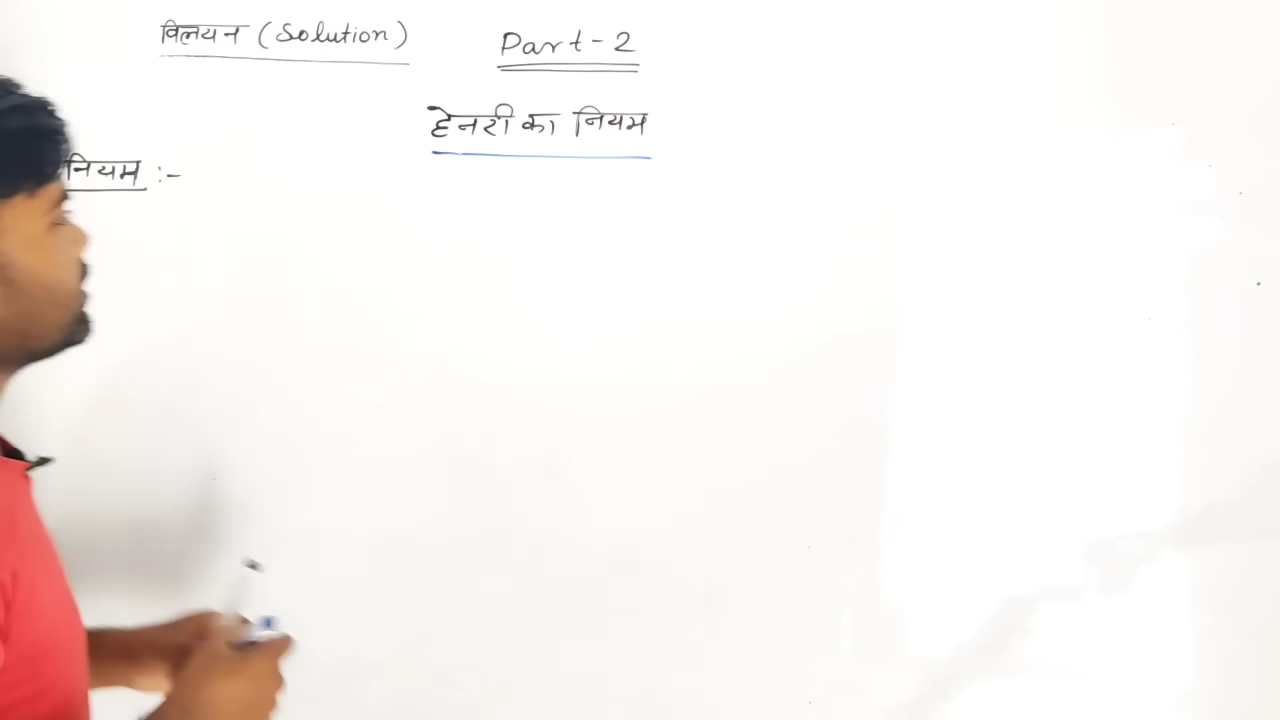 विलयन (Solution) Part-2
हेनरी का नियम
नियम :-